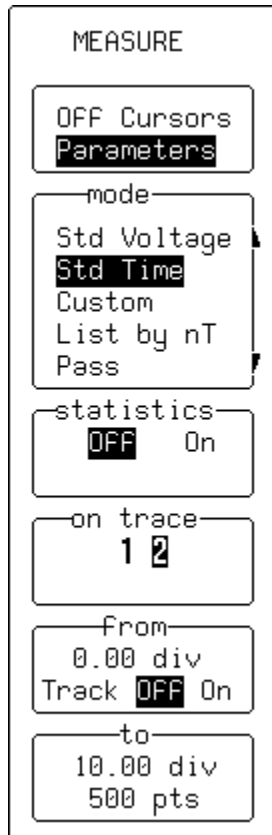 MEASURE
OFF Cursors
Parameters
mode
Std Voltage
Std Time
Custom
List by nT
Pass
statistics
OFF On
on trace
1 2
from
0.00 div
Track OFF On
to
10.00 div
500 pts